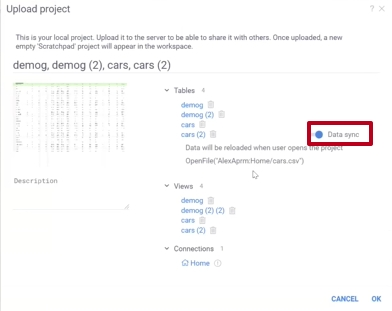 Upload project
?
This is your local project. Upload it to the server to be able to share it with others. Once uploaded, a new
empty 'Scratchpad' project will appear in the workspace.
demog, demog (2), cars, cars (2)
Tables 4
demog
demog (2)
cars
cars (2)
Data sync
Data will be reloaded when user opens the project
OpenFile("AlexAprm:Home/cars.csv")
Description
Views 4
demog
demog (2) (2)
cars
cars (2)
Connections 1
Home
CANCEL OK